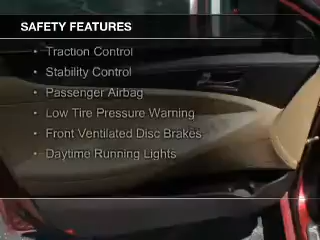 SAFETY FEATURES
• Traction Control
• Stability Control
• Passenger Airbag
• Low Tire Pressure Warning
• Front Ventilated Disc Brakes
• Daytime Running Lights